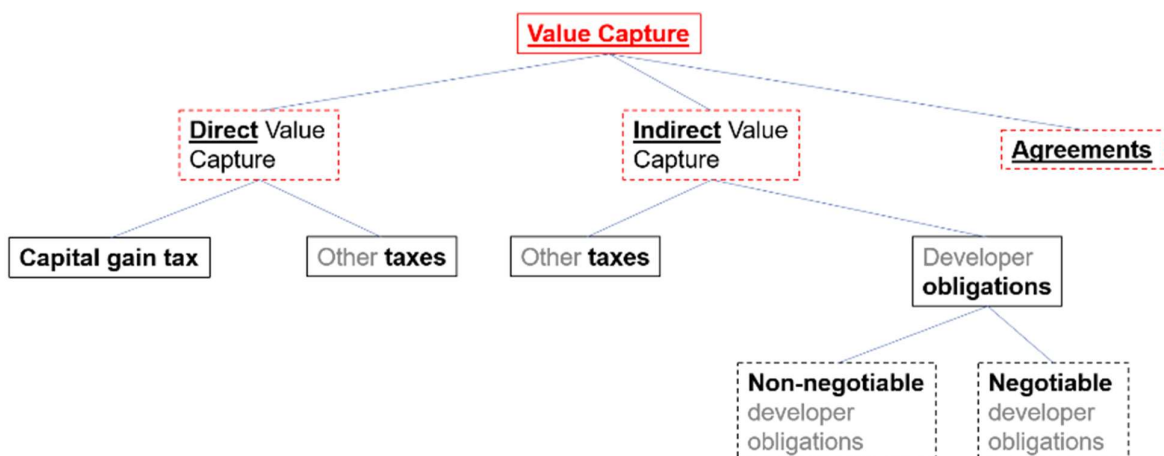 Value Capture
Direct Value
Capture
Indirect Value
Capture
Agreements
Capital gain tax
Other taxes
Other taxes
Developer
obligations
Non-negotiable
developer
obligations
Negotiable
developer
obligations